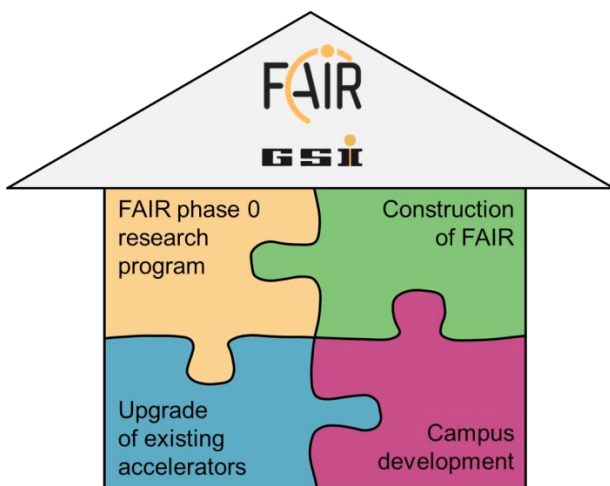 FAIR
GSI
FAIR phase 0
research
program
Construction
of FAIR
Upgrade
of existing
accelerators
Campus
development